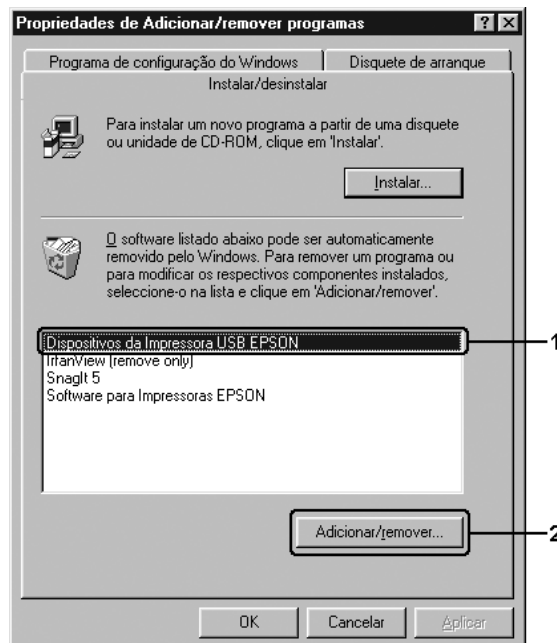 Propriedades de Adicionar/remover programas
Programa de configuração do Windows
Disquete de arranque
Instalar/desinstalar
Para instalar um novo programa a partir de uma disquete
ou unidade de CD-ROM, clique em 'Instalar'.
Instalar...
O software listado abaixo pode ser automaticamente
removido pelo Windows. Para remover um programa ou
para modificar os respectivos componentes instalados,
seleccione-o na lista e clique em 'Adicionar/remover'.
Dispositivos da Impressora USB EPSON
1
IrfanView (remove only)
SnagIt 5
Software para Impressoras EPSON
Adicionar/remover...
2
OK
Cancelar
Aplicar